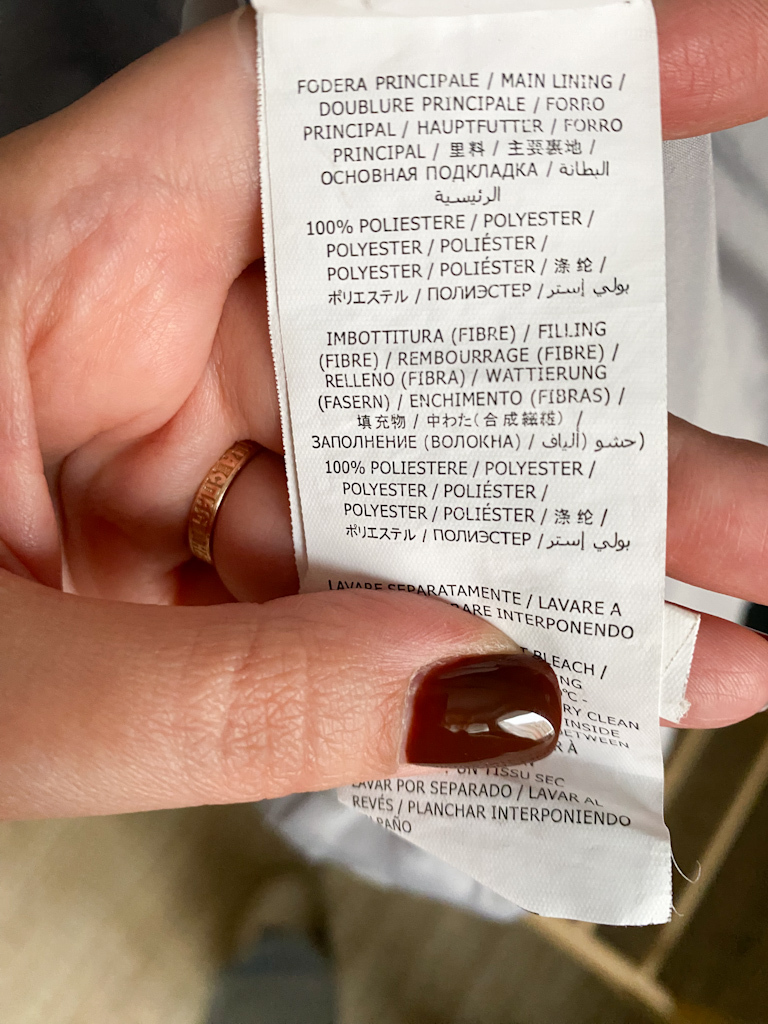 FODERA PRINCIPALE / MAIN LINING /
DOUBLURE PRINCIPALE / FORRO
PRINCIPAL / HAUPTFUTTER / FORRO
PRINCIPAL / 里料 / 主要裏地 /
ОСНОВНАЯ ПОДКЛАДКА / البطانة
الرئيسية
100% POLIESTERE / POLYESTER /
POLYESTER / POLIÉSTER /
POLYESTER / POLIÉSTER / 涤纶 /
ポリエステル / ПОЛИЭСТЕР / بولي إستر
IMBOTTITURA (FIBRE) / FILLING
(FIBRE) / REMBOURRAGE (FIBRE) /
RELLENO (FIBRA) / WATTIERUNG
(FASERN) / ENCHIMENTO (FIBRAS) /
填充物 / 中わた(合成繊維) /
ЗАПОЛНЕНИЕ (ВОЛОКНА) / حشو (ألياف)
100% POLIESTERE / POLYESTER /
POLYESTER / POLIÉSTER /
POLYESTER / POLIÉSTER / 涤纶 /
ポリエステル / ПОЛИЭСТЕР / بولي إستر
LAVARE SEPARATAMENTE / LAVARE A
INTERPONENDO
BLEACH /
°C -
DRY CLEAN
INSIDE
BETWEEN
À
UN TISSU SEC
LAVAR POR SEPARADO / LAVAR AL
REVÉS / PLANCHAR INTERPONIENDO
PAÑO